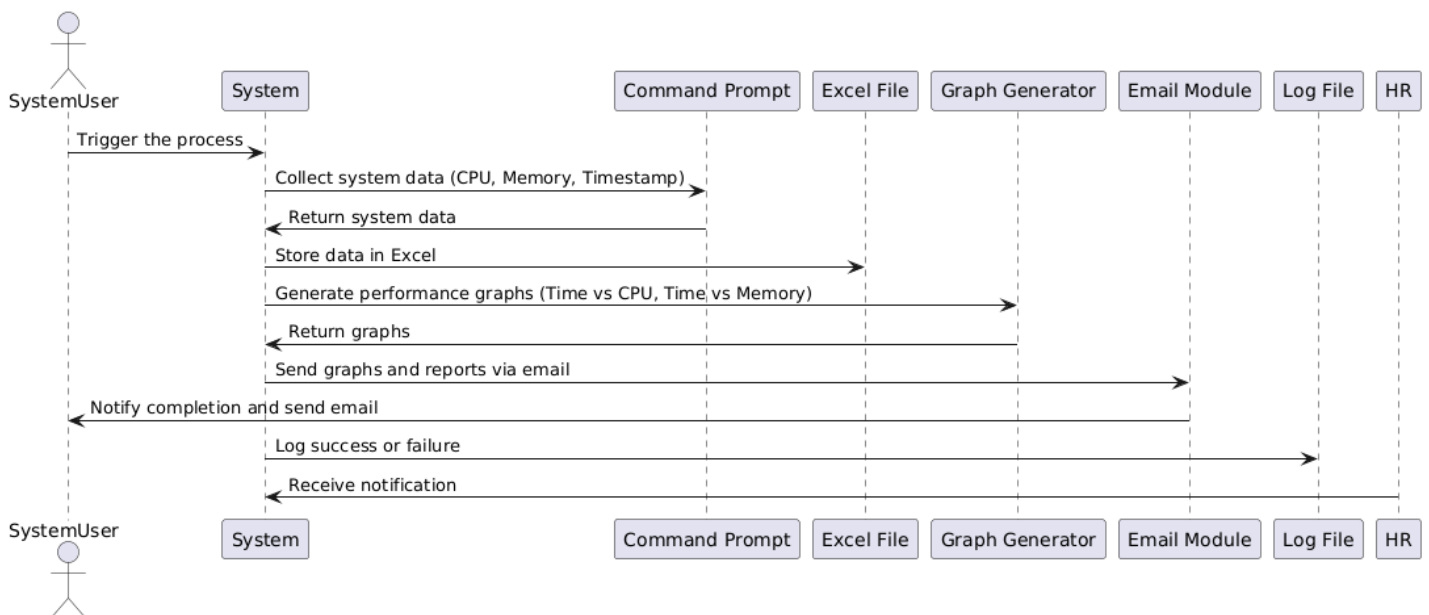 SystemUser
System
Command Prompt
Excel File
Graph Generator
Email Module
Log File
HR
Trigger the process
Collect system data (CPU, Memory, Timestamp)
Return system data
Store data in Excel
Generate performance graphs (Time vs CPU, Time vs Memory)
Return graphs
Send graphs and reports via email
Notify completion and send email
Log success or failure
Receive notification
SystemUser
System
Command Prompt
Excel File
Graph Generator
Email Module
Log File
HR